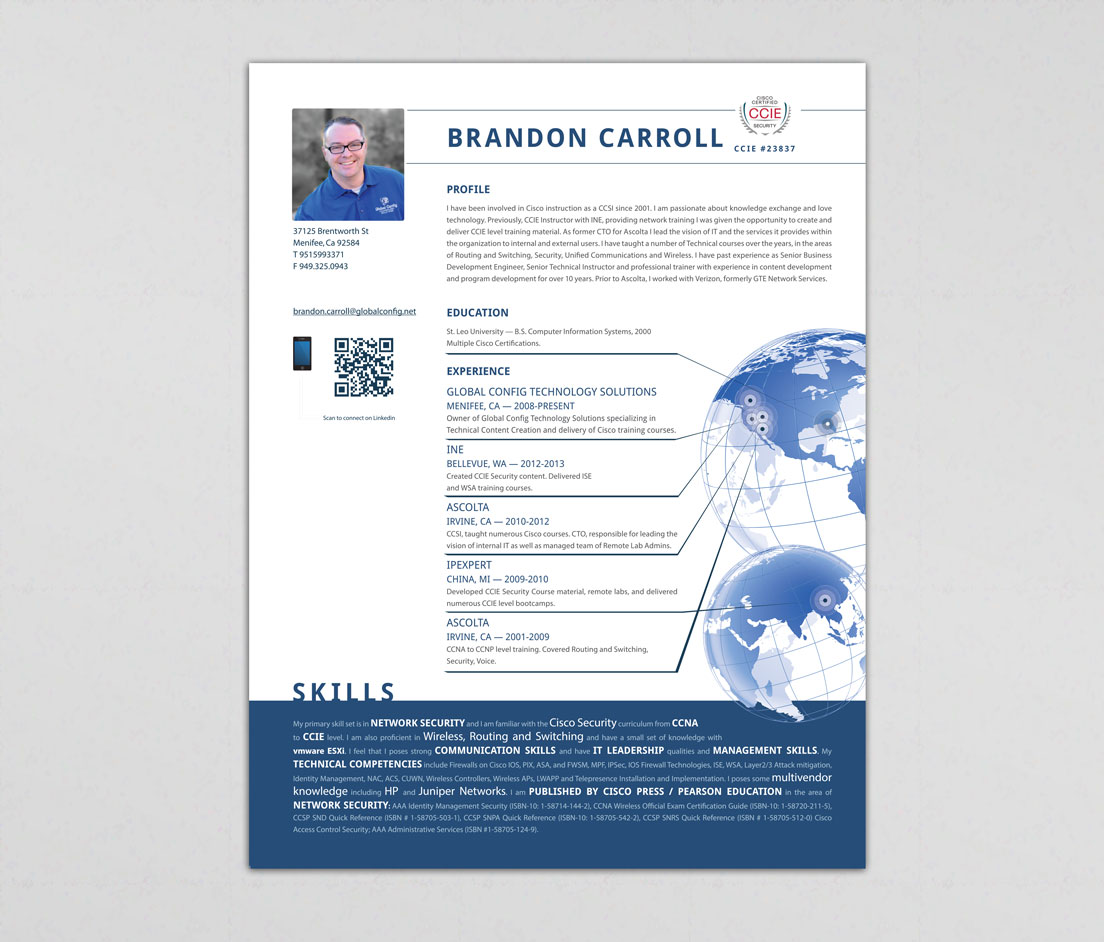 CISCO
CERTIFIED
CCIE
SECURITY
BRANDON CARROLL
CCIE #23837
37125 Brentworth St
Menifee, Ca 92584
T 9515993371
F 949.325.0943
brandon.carroll@globalconfig.net
Scan to connect on Linkedin
PROFILE
I have been involved in Cisco instruction as a CCSI since 2001. I am passionate about knowledge exchange and love
technology. Previously, CCIE Instructor with INE, providing network training I was given the opportunity to create and
deliver CCIE level training material. As former CTO for Ascolta I lead the vision of IT and the services it provides within
the organization to internal and external users. I have taught a number of Technical courses over the years, in the areas
of Routing and Switching, Security, Unified Communications and Wireless. I have past experience as Senior Business
Development Engineer, Senior Technical Instructor and professional trainer with experience in content development
and program development for over 10 years. Prior to Ascolta, I worked with Verizon, formerly GTE Network Services.
EDUCATION
St. Leo University — B.S. Computer Information Systems, 2000
Multiple Cisco Certifications.
EXPERIENCE
GLOBAL CONFIG TECHNOLOGY SOLUTIONS
MENIFEE, CA — 2008-PRESENT
Owner of Global Config Technology Solutions specializing in
Technical Content Creation and delivery of Cisco training courses.
INE
BELLEVUE, WA — 2012-2013
Created CCIE Security content. Delivered ISE
and WSA training courses.
ASCOLTA
IRVINE, CA — 2010-2012
CCSI, taught numerous Cisco courses. CTO, responsible for leading the
vision of internal IT as well as managed team of Remote Lab Admins.
IPEXPERT
CHINA, MI — 2009-2010
Developed CCIE Security Course material, remote labs, and delivered
numerous CCIE level bootcamps.
ASCOLTA
IRVINE, CA — 2001-2009
CCNA to CCNP level training. Covered Routing and Switching,
Security, Voice.
SKILLS
My primary skill set is in NETWORK SECURITY and I am familiar with the Cisco Security curriculum from CCNA
to CCIE level. I am also proficient in Wireless, Routing and Switching and have a small set of knowledge with
vmware ESXi. I feel that I poses strong COMMUNICATION SKILLS and have IT LEADERSHIP qualities and MANAGEMENT SKILLS. My
TECHNICAL COMPETENCIES include Firewalls on Cisco IOS, PIX, ASA, and FWSM, MPF, IPSec, IOS Firewall Technologies, ISE, WSA, Layer2/3 Attack mitigation,
Identity Management, NAC, ACS, CUWN, Wireless Controllers, Wireless APs, LWAPP and Telepresence Installation and Implementation. I poses some multivendor
knowledge including HP and Juniper Networks. I am PUBLISHED BY CISCO PRESS / PEARSON EDUCATION in the area of
NETWORK SECURITY: AAA Identity Management Security (ISBN-10: 1-58714-144-2), CCNA Wireless Official Exam Certification Guide (ISBN-10: 1-58720-211-5),
CCSP SND Quick Reference (ISBN # 1-58705-503-1), CCSP SNPA Quick Reference (ISBN-10: 1-58705-542-2), CCSP SNRS Quick Reference (ISBN # 1-58705-512-0) Cisco
Access Control Security; AAA Administrative Services (ISBN #1-58705-124-9).